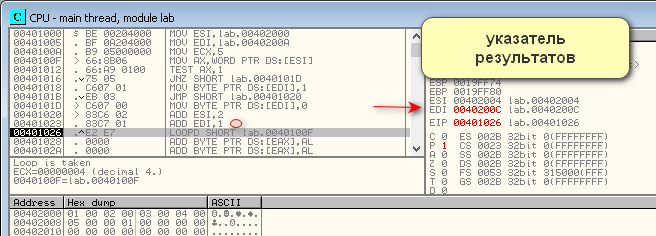 C CPU - main thread, module lab
указатель
результатов
00401000 $ BE 00204000 MOV ESI,lab.00402000
00401005 . BF 0A204000 MOV EDI,lab.0040200A
0040100A . B9 05000000 MOV ECX,5
0040100F > 66:8B06 MOV AX,WORD PTR DS:[ESI]
00401012 . 66:A9 0100 TEST AX,1
00401016 . 75 05 JNZ SHORT lab.0040101D
00401018 . C607 01 MOV BYTE PTR DS:[EDI],1
0040101B . EB 03 JMP SHORT lab.00401020
0040101D > C607 00 MOV BYTE PTR DS:[EDI],0
00401020 > 83C6 02 ADD ESI,2
00401023 . 83C7 01 ADD EDI,1
00401026 .^E2 E7 LOOPD SHORT lab.0040100F
00401028 . 0000 ADD BYTE PTR DS:[EAX],AL
0040102A . 0000 ADD BYTE PTR DS:[EAX],AL
ESP 0019FF74
EBP 0019FF80
ESI 00402004 lab.00402004
EDI 0040200C lab.0040200C
EIP 00401026 lab.00401026
C 0 ES 002B 32bit 0(FFFFFFFF)
P 1 CS 0023 32bit 0(FFFFFFFF)
A 0 SS 002B 32bit 0(FFFFFFFF)
Z 0 DS 002B 32bit 0(FFFFFFFF)
S 0 FS 0053 32bit 315000(FFF)
T 0 GS 002B 32bit 0(FFFFFFFF)
D 0
Loop is taken
ECX=00000004 (decimal 4.)
0040100F=lab.0040100F
Address Hex dump ASCII
00402000 01 00 02 00 03 00 04 00
00402008 05 00 00 01 00 00 00 00
00402010 00 00 00 00 00 00 00 00